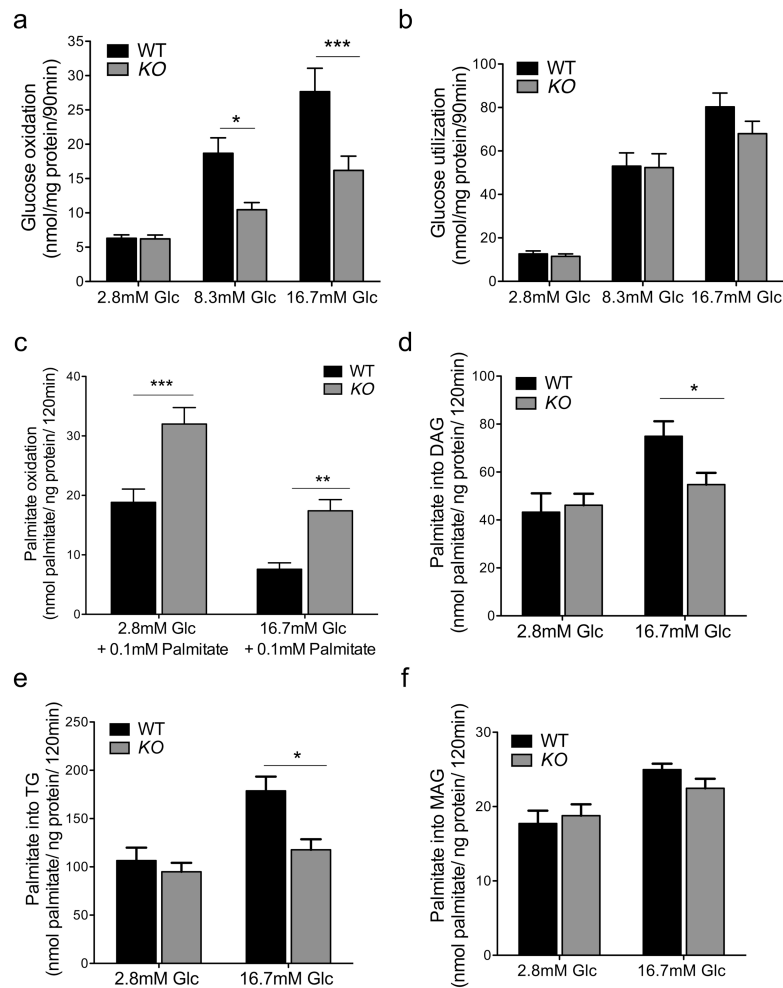 a
Glucose oxidation
(nmol/mg protein/90min)
35
30
25
20
15
10
5
0
WT
KO
*
***
2.8mM Glc
8.3mM Glc
16.7mM Glc
b
Glucose utilization
(nmol/mg protein/90min)
100
80
60
40
20
0
WT
KO
2.8mM Glc
8.3mM Glc
16.7mM Glc
c
Palmitate oxidation
(nmol palmitate/ ng protein/ 120min)
40
30
20
10
0
WT
KO
***
**
2.8mM Glc
+ 0.1mM Palmitate
16.7mM Glc
+ 0.1mM Palmitate
d
Palmitate into DAG
(nmol palmitate/ ng protein/ 120min)
100
80
60
40
20
0
WT
KO
*
2.8mM Glc
16.7mM Glc
e
Palmitate into TG
(nmol palmitate/ ng protein/ 120min)
250
200
150
100
50
0
WT
KO
*
2.8mM Glc
16.7mM Glc
f
Palmitate into MAG
(nmol palmitate/ ng protein/ 120min)
30
20
10
0
WT
KO
2.8mM Glc
16.7mM Glc